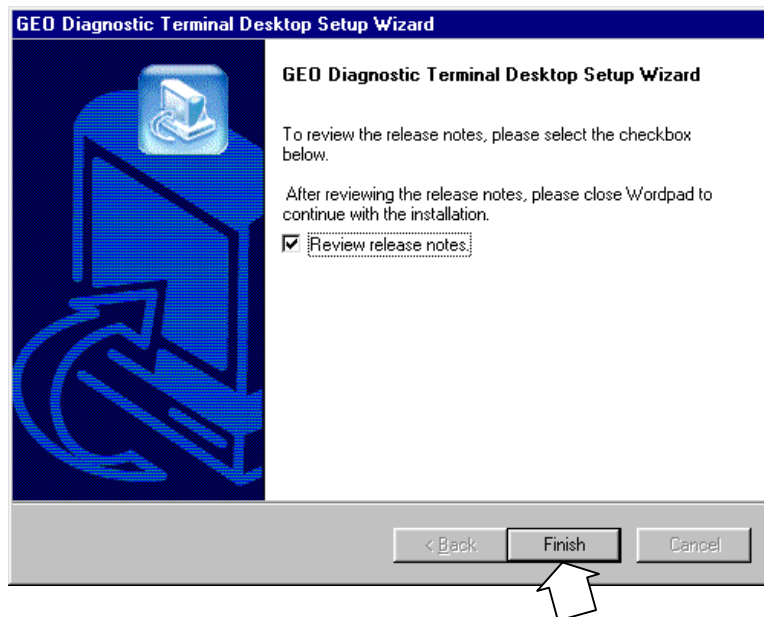 GEO Diagnostic Terminal Desktop Setup Wizard
GEO Diagnostic Terminal Desktop Setup Wizard
To review the release notes, please select the checkbox
below.
After reviewing the release notes, please close Wordpad to
continue with the installation.
Review release notes.
< Back
Finish
Cancel